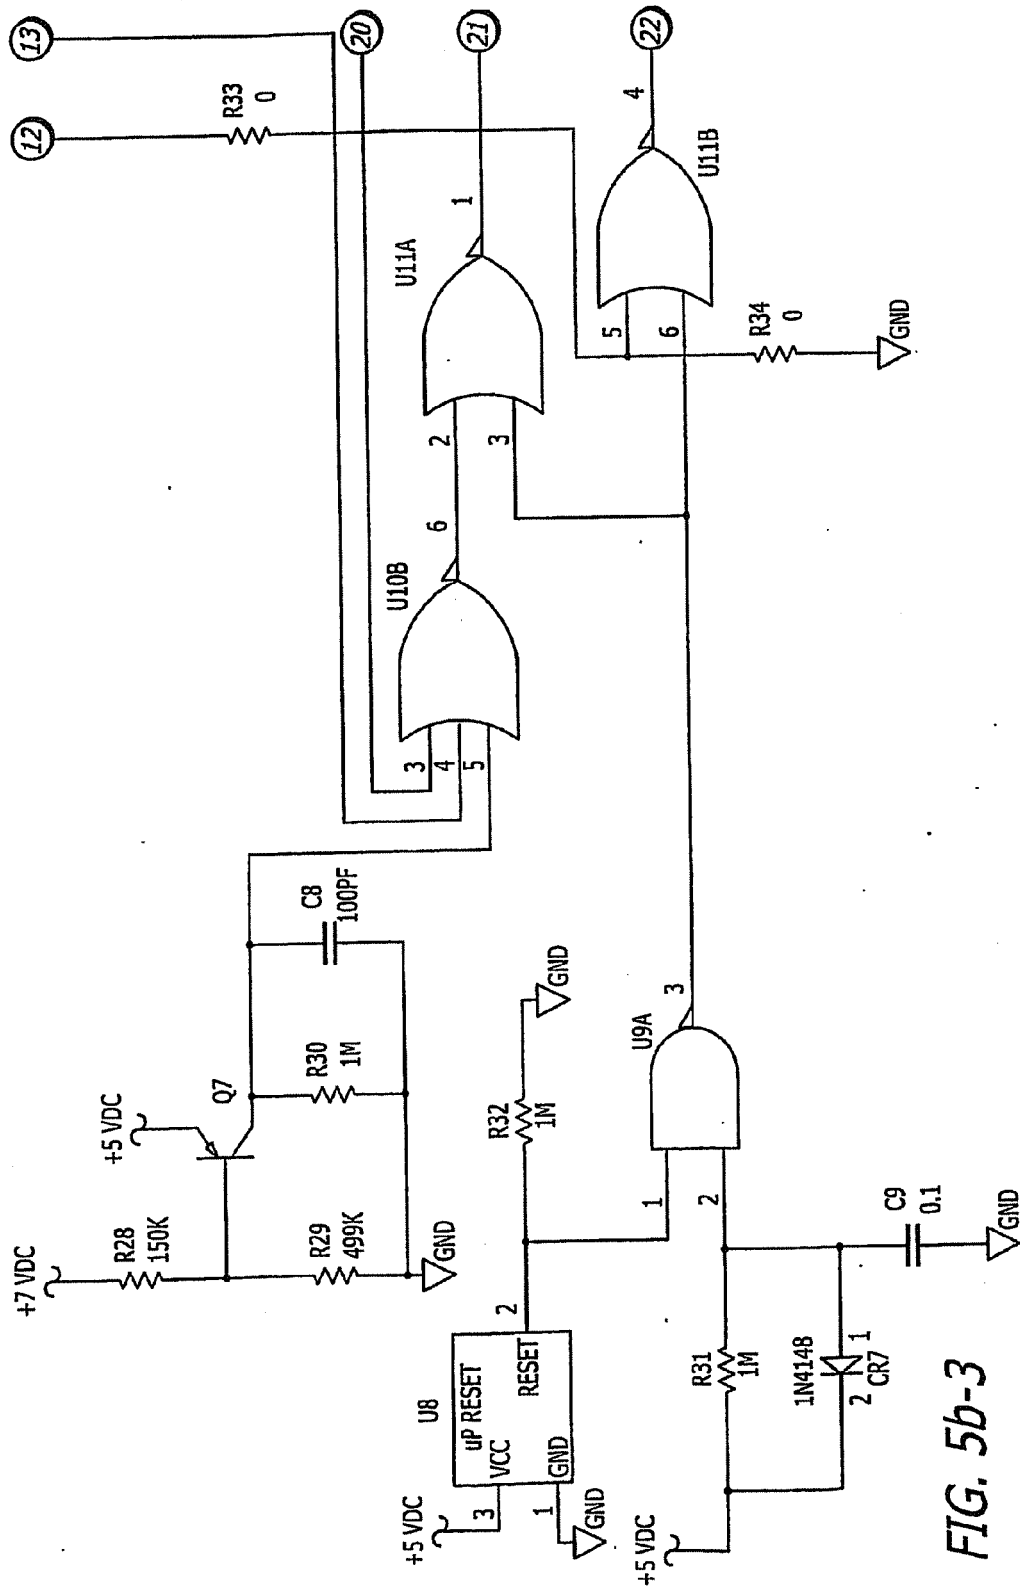 +7 VDC
R28
150K
+5 VDC
Q7
R29
499K
GND
R30
1M
C8
100PF
13
12
R33
0
20
21
22
3
4
5
U10B
6
2
3
U11A
1
5
6
U11B
4
R34
0
GND
+5 VDC
U8
uP RESET
3
VCC
1
GND
GND
RESET
2
R32
1M
GND
1
2
U9A
3
+5 VDC
R31
1M
1N4148
2
CR7
1
C9
0.1
GND
FIG. 5b-3